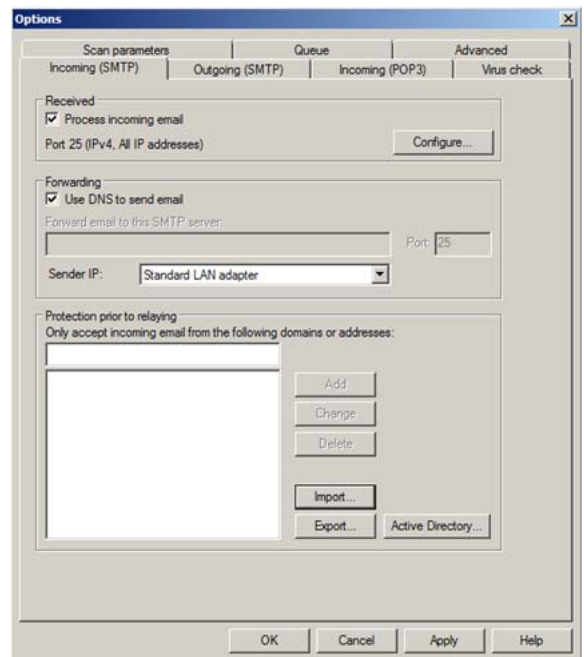 Options
Scan parameters
Queue
Advanced
Incoming (SMTP)
Outgoing (SMTP)
Incoming (POP3)
Virus check
Received
Process incoming email
Port 25 (IPv4, All IP addresses)
Configure...
Forwarding
Use DNS to send email
Forward email to this SMTP server:
Port: 25
Sender IP: Standard LAN adapter
Protection prior to relaying
Only accept incoming email from the following domains or addresses:
Add
Change
Delete
Import...
Export...
Active Directory...
OK
Cancel
Apply
Help